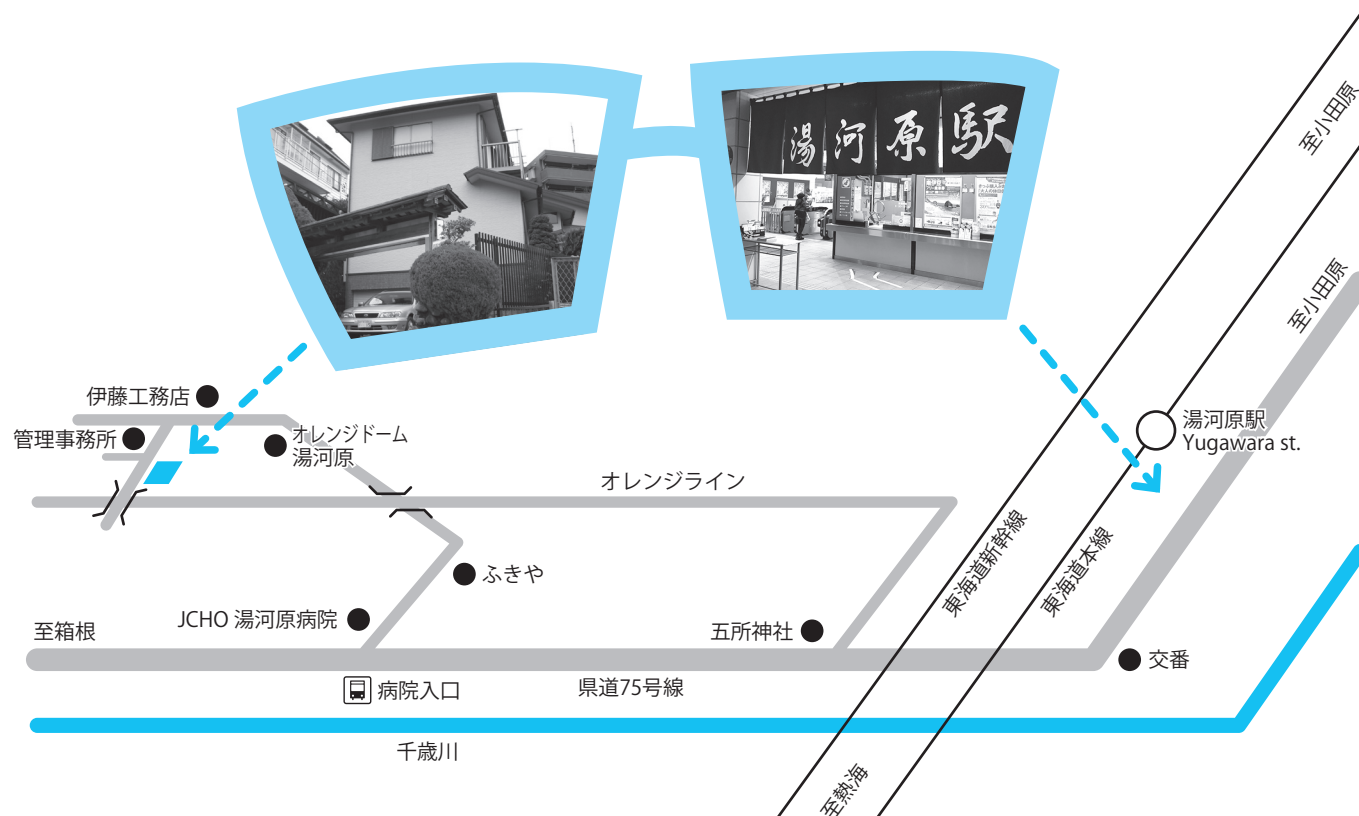 湯河原駅
至小田原
至小田原
伊藤工務店
管理事務所
オレンジドーム
湯河原
湯河原駅
Yugawara st.
オレンジライン
東海道新幹線
東海道本線
ふきや
JCHO 湯河原病院
五所神社
至箱根
交番
病院入口
県道75号線
千歳川
至熱海